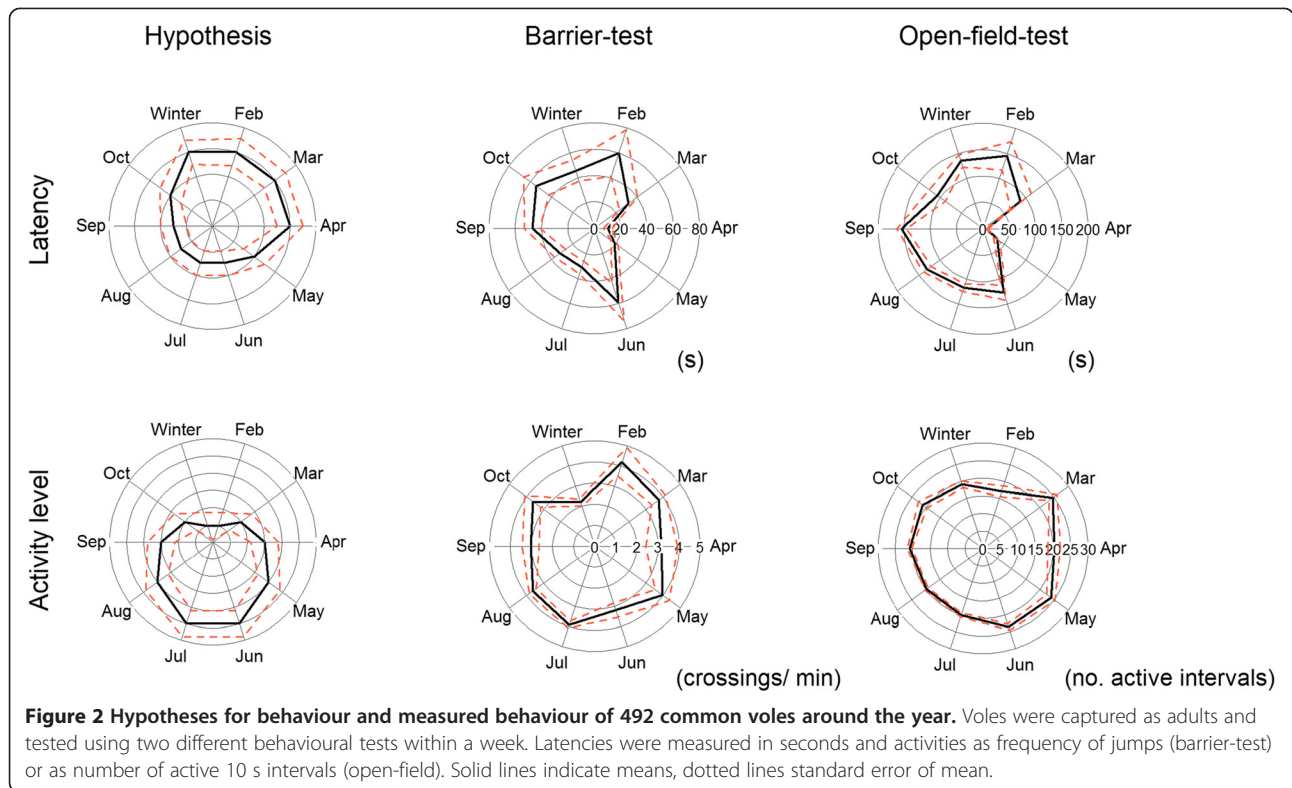 Hypothesis Barrier-test Open-field-test
Latency
Winter Feb
Oct Mar
Sep Apr
Aug May
Jul Jun
Winter Feb
Oct Mar
Sep 0 20 40 60 80 Apr
Aug May
Jul Jun
(s)
Winter Feb
Oct Mar
Sep 0 50 100 150 200 Apr
Aug May
Jul Jun
(s)
Activity level
Winter Feb
Oct Mar
Sep Apr
Aug May
Jul Jun
Winter Feb
Oct Mar
Sep 0 1 2 3 4 5 Apr
Aug May
Jul Jun
(crossings/ min)
Winter Feb
Oct Mar
Sep 0 5 10 15 20 25 30 Apr
Aug May
Jul Jun
(no. active intervals)
Figure 2 Hypotheses for behaviour and measured behaviour of 492 common voles around the year. Voles were captured as adults and
tested using two different behavioural tests within a week. Latencies were measured in seconds and activities as frequency of jumps (barrier-test)
or as number of active 10 s intervals (open-field). Solid lines indicate means, dotted lines standard error of mean.